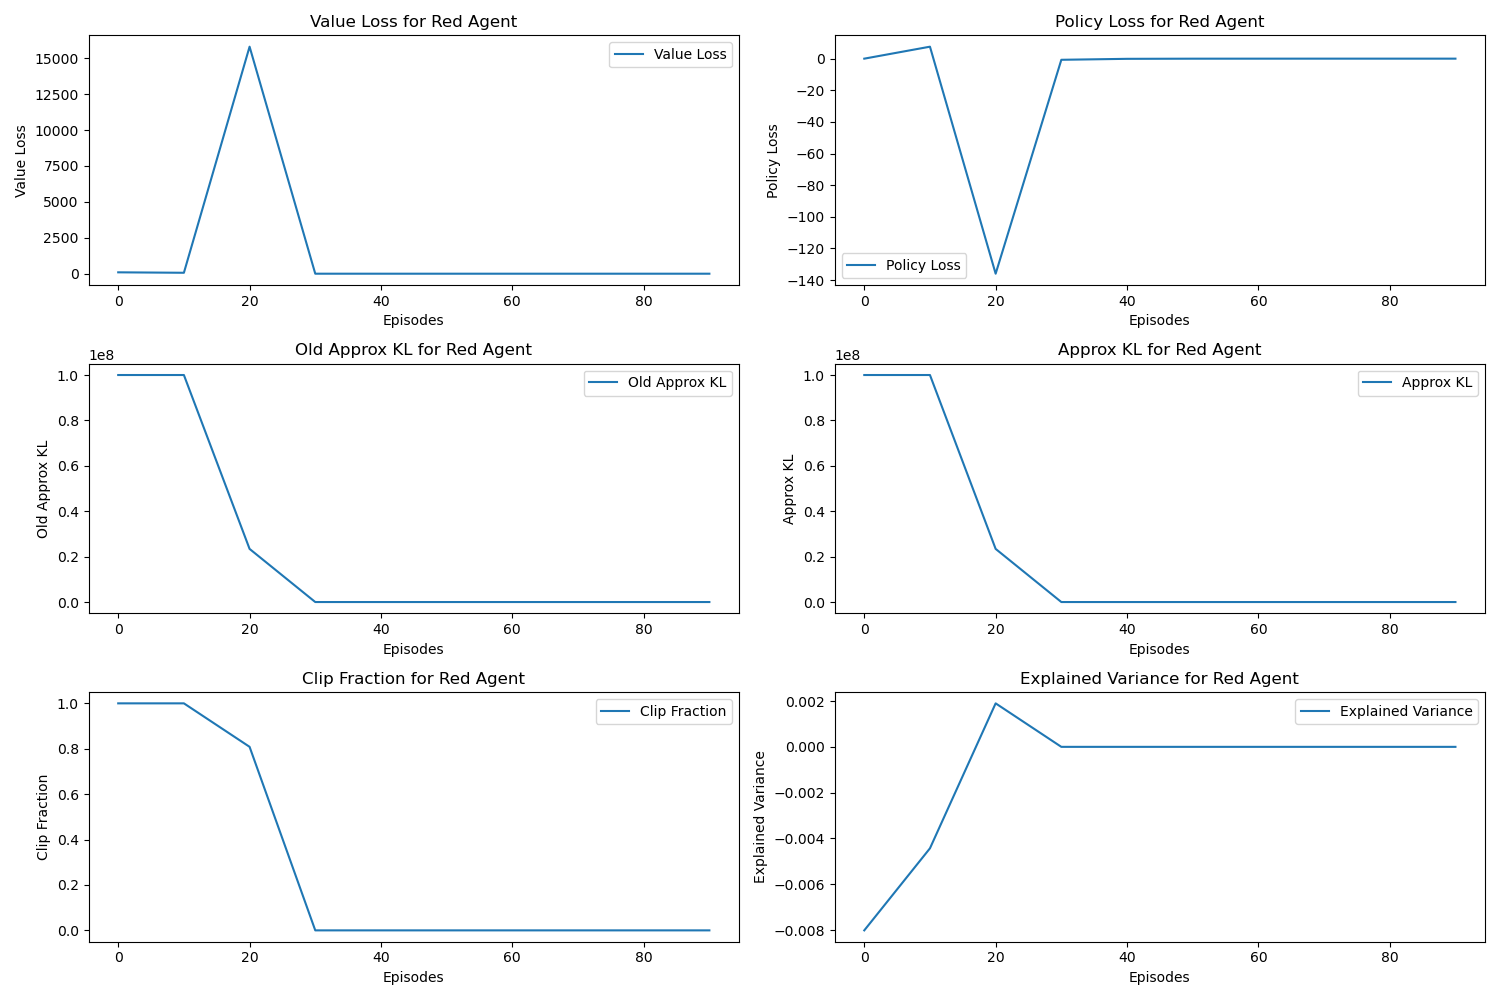 Value Loss for Red Agent
Value Loss
15000
12500
10000
7500
5000
2500
0
Value Loss
0 20 40 60 80
Episodes
Policy Loss for Red Agent
0
−20
−40
−60
−80
−100
−120
−140
Policy Loss
Policy Loss
0 20 40 60 80
Episodes
Old Approx KL for Red Agent
1e8
Old Approx KL
1.0
0.8
0.6
0.4
0.2
0.0
Old Approx KL
0 20 40 60 80
Episodes
Approx KL for Red Agent
1e8
Approx KL
1.0
0.8
0.6
0.4
0.2
0.0
Approx KL
0 20 40 60 80
Episodes
Clip Fraction for Red Agent
Clip Fraction
1.0
0.8
0.6
0.4
0.2
0.0
Clip Fraction
0 20 40 60 80
Episodes
Explained Variance for Red Agent
Explained Variance
0.002
0.000
−0.002
−0.004
−0.006
−0.008
Explained Variance
0 20 40 60 80
Episodes